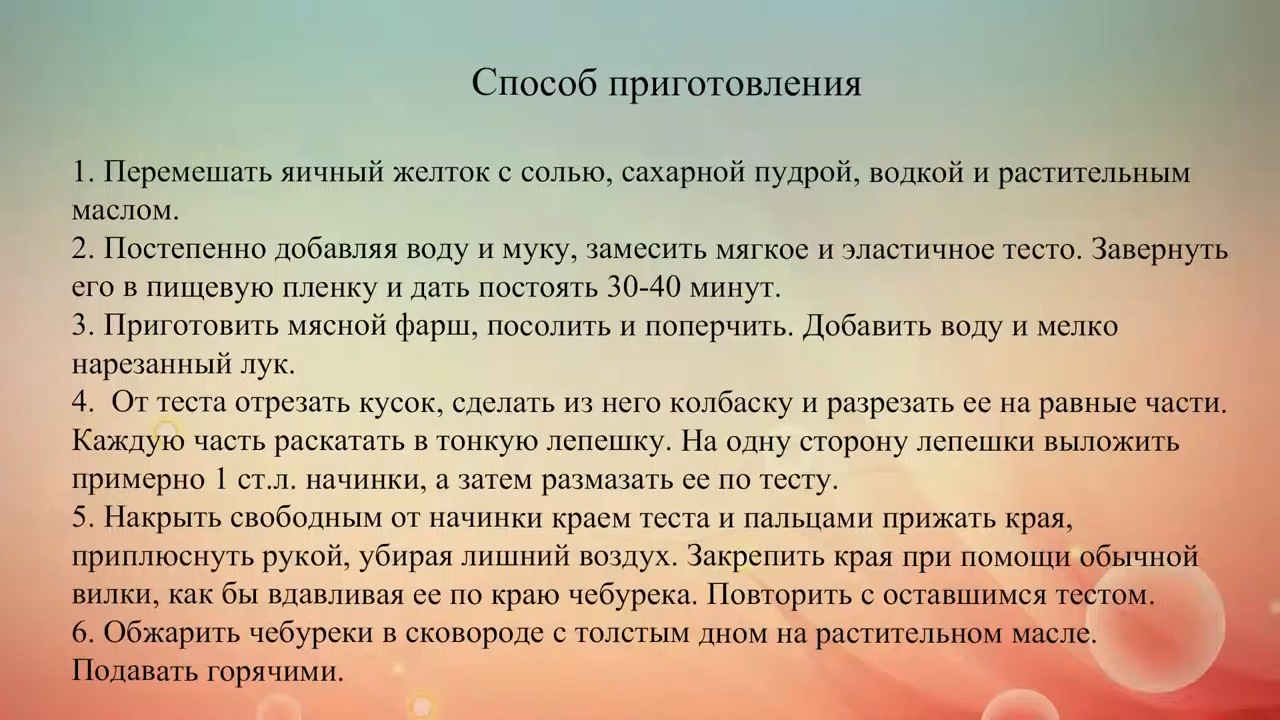 Способ приготовления
1. Перемешать яичный желток с солью, сахарной пудрой, водкой и растительным
маслом.
2. Постепенно добавляя воду и муку, замесить мягкое и эластичное тесто. Завернуть
его в пищевую пленку и дать постоять 30-40 минут.
3. Приготовить мясной фарш, посолить и поперчить. Добавить воду и мелко
нарезанный лук.
4.  От теста отрезать кусок, сделать из него колбаску и разрезать ее на равные части.
Каждую часть раскатать в тонкую лепешку. На одну сторону лепешки выложить
примерно 1 ст.л. начинки, а затем размазать ее по тесту.
5. Накрыть свободным от начинки краем теста и пальцами прижать края,
приплюснуть рукой, убирая лишний воздух. Закрепить края при помощи обычной
вилки, как бы вдавливая ее по краю чебурека. Повторить с оставшимся тестом.
6. Обжарить чебуреки в сковороде с толстым дном на растительном масле.
Подавать горячими.